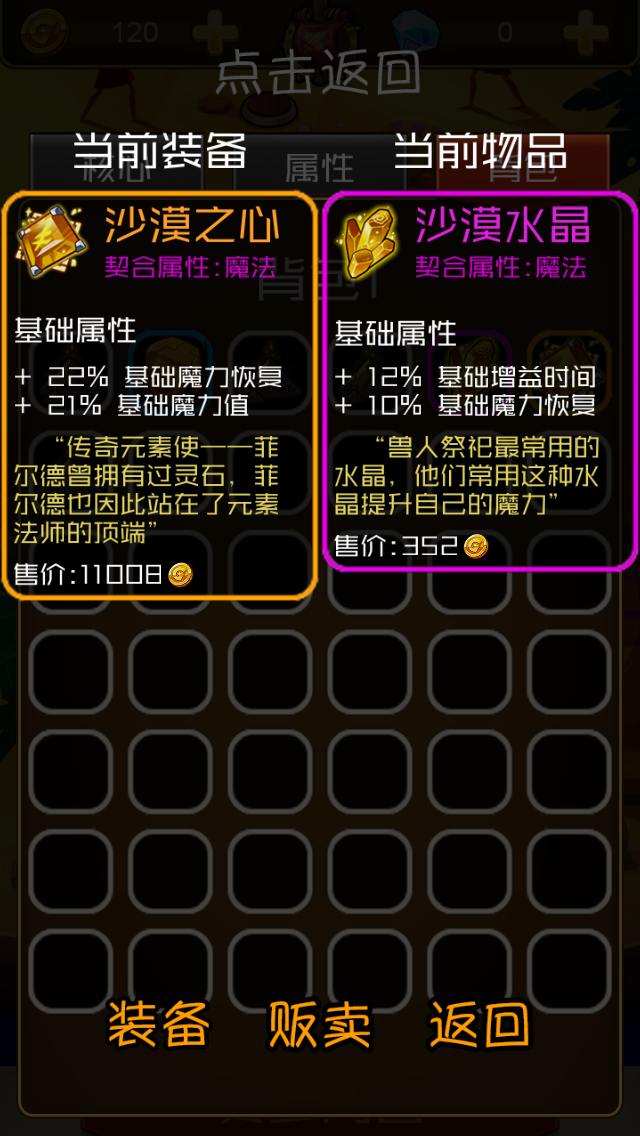 120
0
点击返回
当前装备
当前物品
核心
属性
背包
沙漠之心
契合属性:魔法
基础属性
+ 22% 基础魔力恢复
+ 21% 基础魔力值
“传奇元素使——菲
尔德曾拥有过灵石，菲
尔德也因此站在了元素
法师的顶端”
售价:11008
沙漠水晶
契合属性:魔法
基础属性
+ 12% 基础增益时间
+ 10% 基础魔力恢复
“兽人祭祀最常用的
水晶，他们常用这种水
晶提升自己的魔力”
售价:352
装备
贩卖
返回